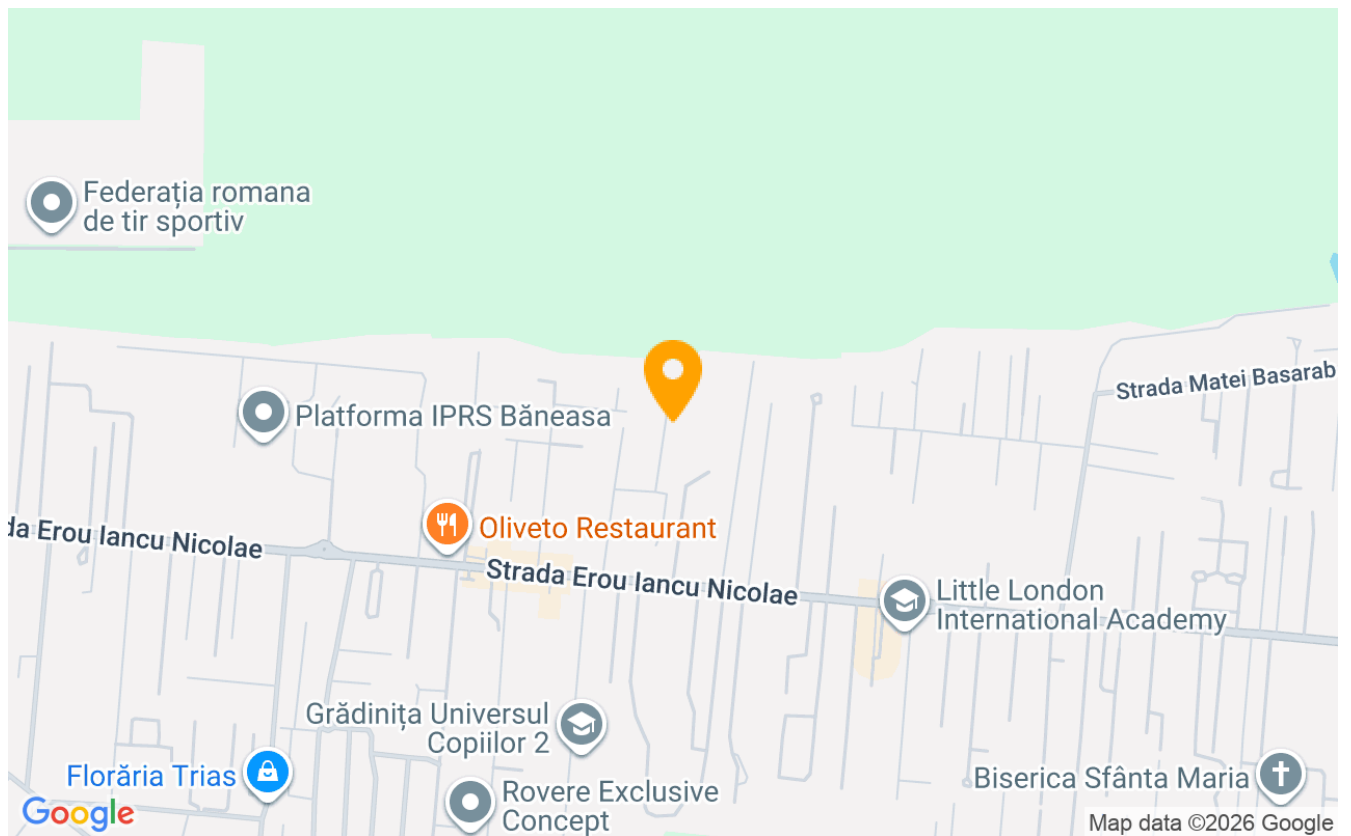 Federația romana
de tir sportiv
Strada Matei Basarab
Platforma IPRS Băneasa
Oliveto Restaurant
da Erou Iancu Nicolae
Strada Erou Iancu Nicolae
Little London
International Academy
Grădinița Universul
Copiilor 2
Florăria Trias
Biserica Sfânta Maria
Rovere Exclusive
Concept
Google
Map data ©2026 Google